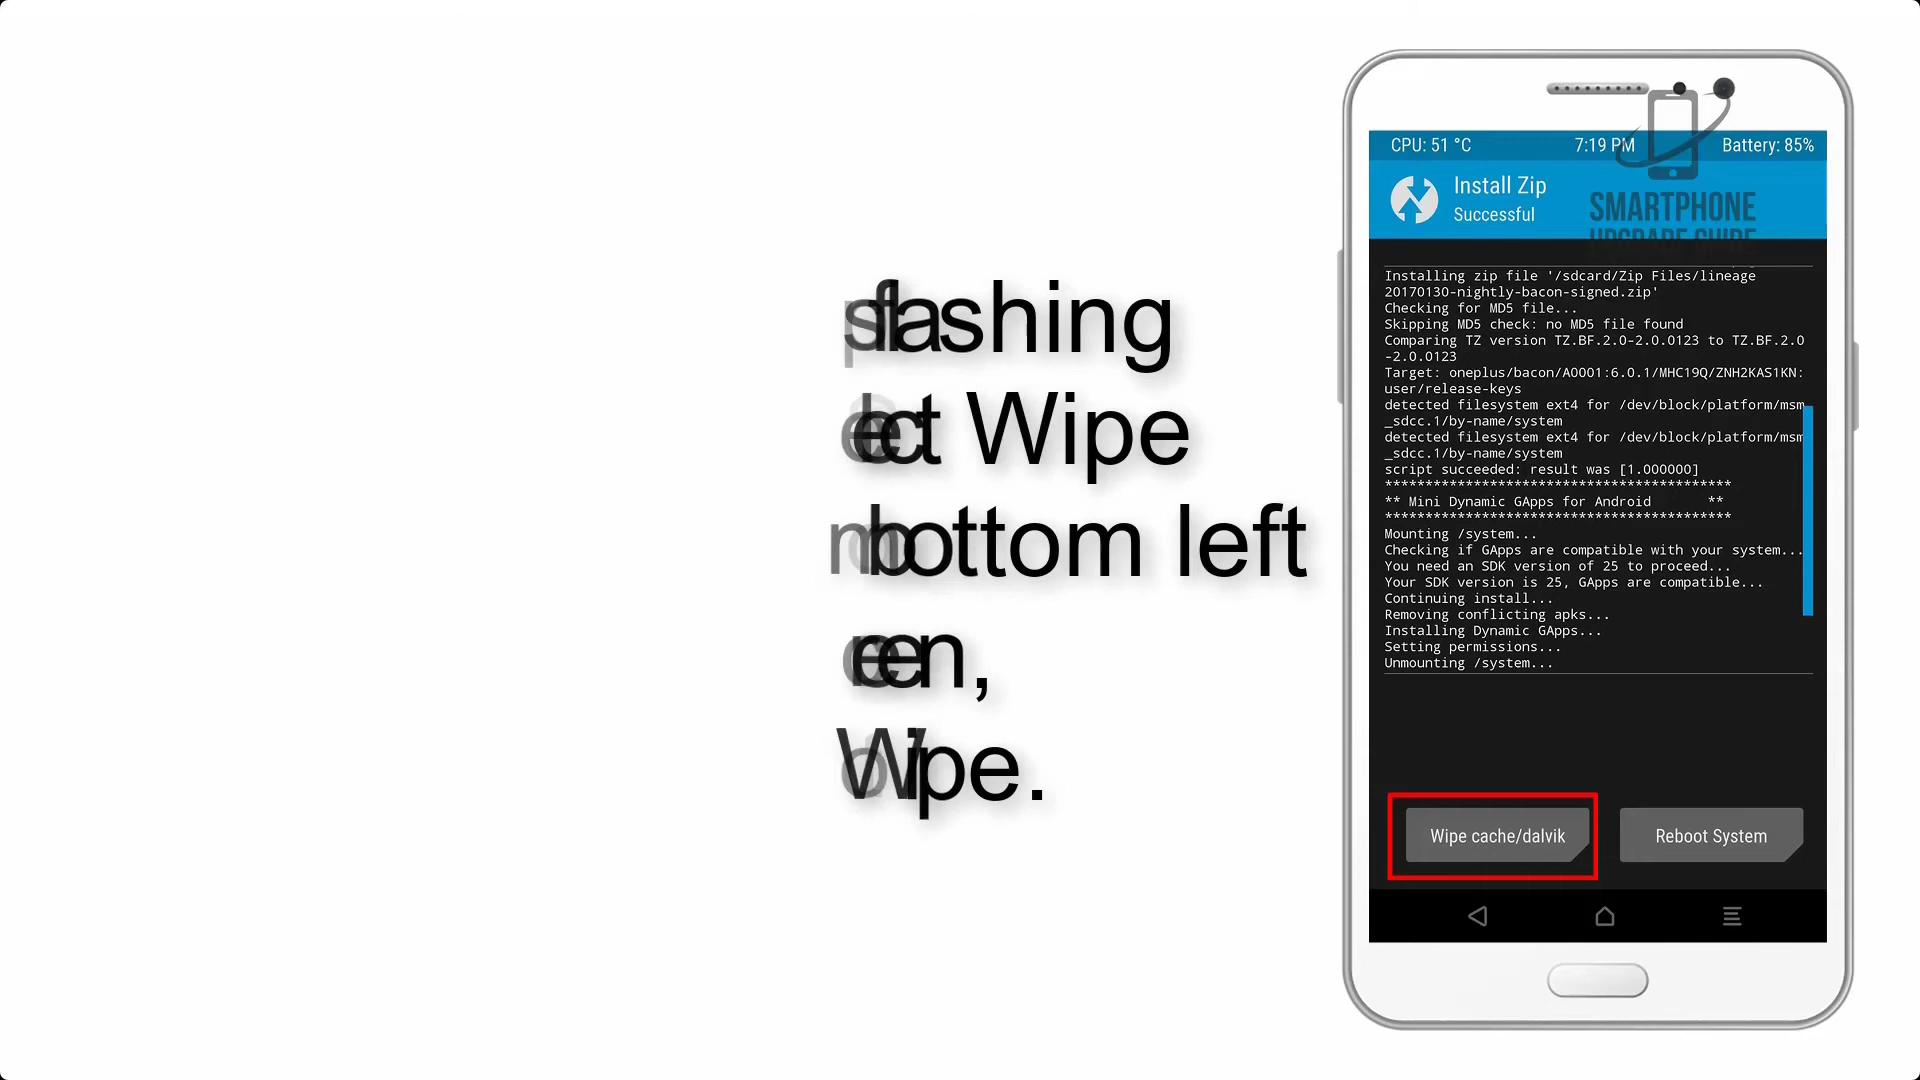 flashing
Wipe
bottom left
Wipe.
CPU: 51 °C 7:19 PM Battery: 85%
Install Zip
Successful
SMARTPHONE
UPGRADE GUIDE
Installing zip file '/sdcard/Zip Files/lineage
20170130-nightly-bacon-signed.zip'
Checking for MD5 file...
Skipping MD5 check: no MD5 file found
Comparing TZ version TZ.BF.2.0-2.0.0123 to TZ.BF.2.0
-2.0.0123
Target: oneplus/bacon/A0001:6.0.1/MHC19Q/ZNH2KAS1KN:
user/release-keys
detected filesystem ext4 for /dev/block/platform/msm
_sdcc.1/by-name/system
detected filesystem ext4 for /dev/block/platform/msm
_sdcc.1/by-name/system
script succeeded: result was [1.000000]
*******************************************
** Mini Dynamic GApps for Android **
*******************************************
Mounting /system...
Checking if GApps are compatible with your system...
You need an SDK version of 25 to proceed...
Your SDK version is 25, GApps are compatible...
Continuing install...
Removing conflicting apks...
Installing Dynamic GApps...
Setting permissions...
Unmounting /system...
Wipe cache/dalvik Reboot System